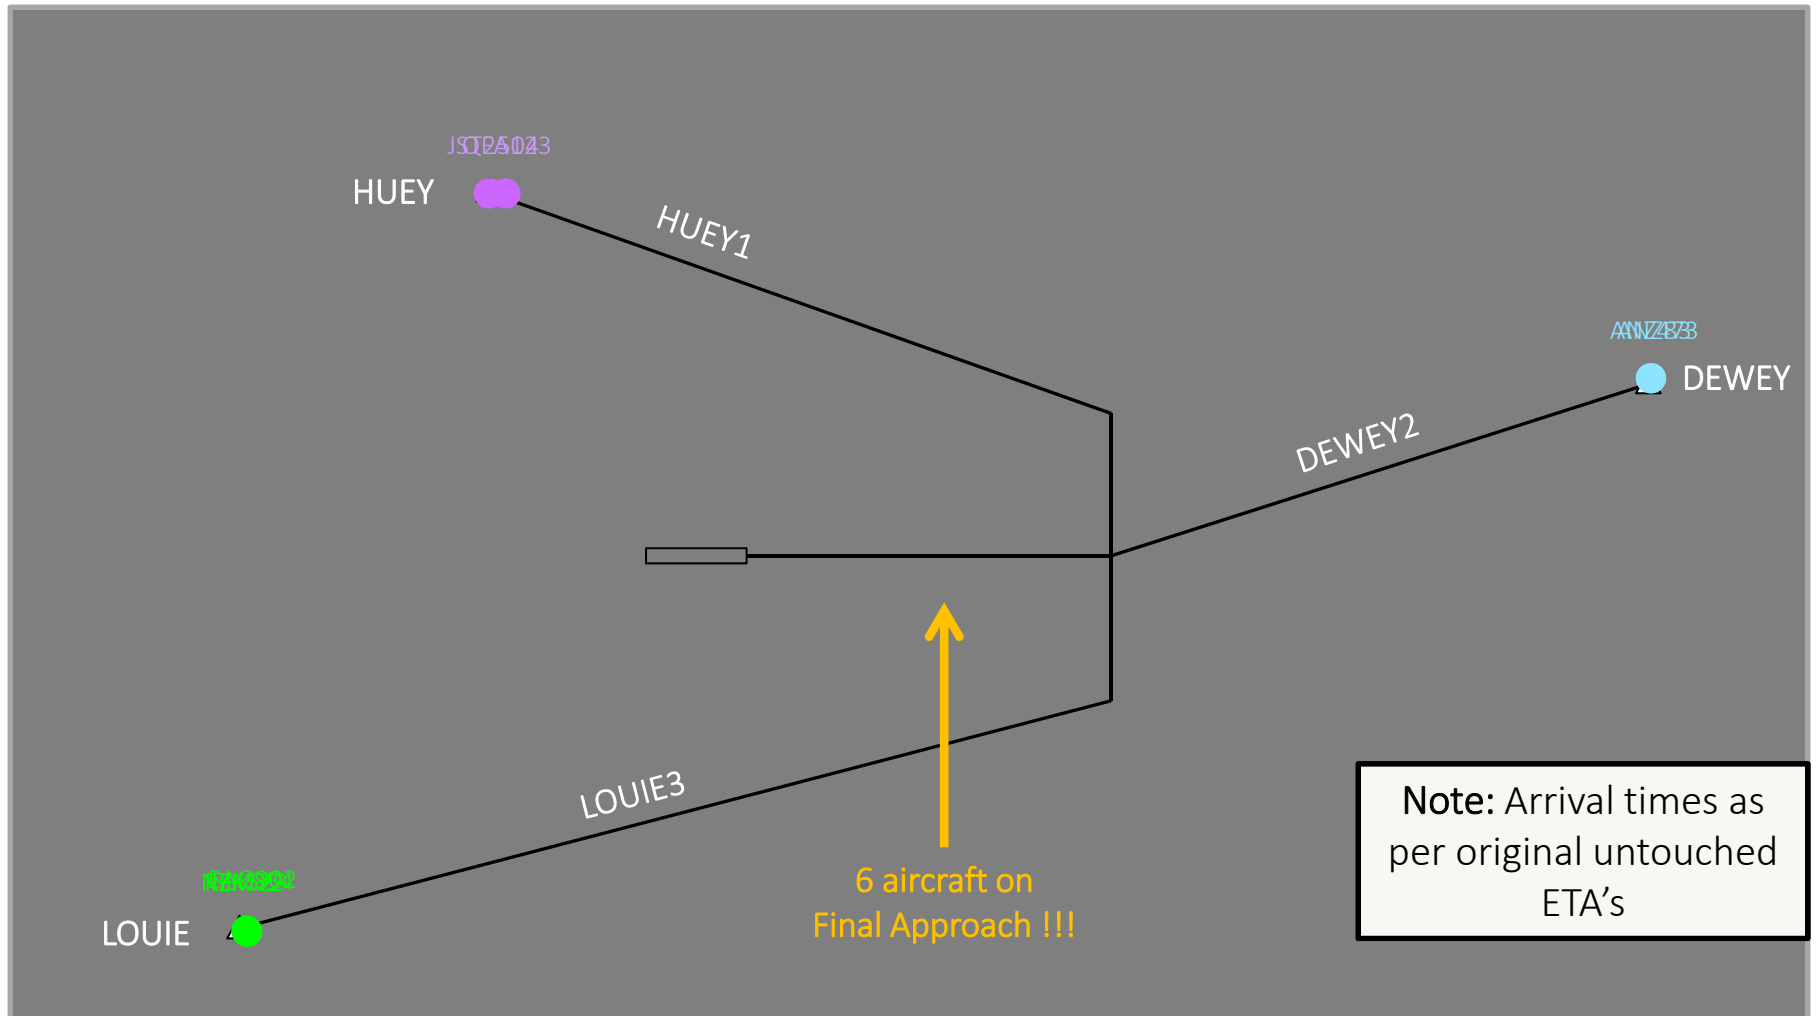 HUEY
HUEY1
DEWEY
DEWEY2
LOUIE3
LOUIE
6 aircraft on
Final Approach !!!
Note: Arrival times as
per original untouched
ETA’s